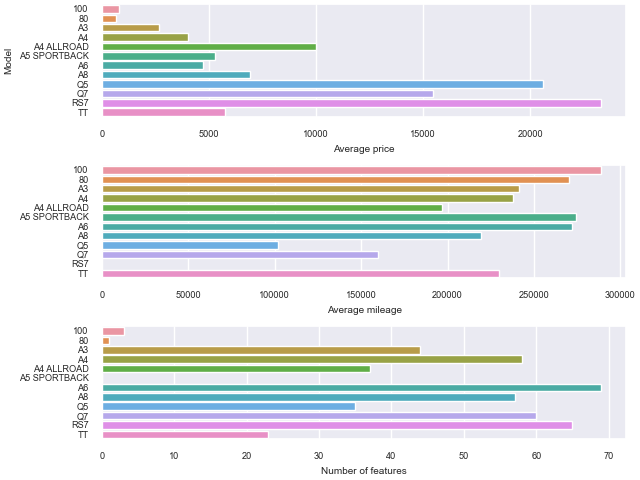 Model
100
80
A3
A4
A4 ALLROAD
A5 SPORTBACK
A6
A8
Q5
Q7
RS7
TT
0 5000 10000 15000 20000
Average price
100
80
A3
A4
A4 ALLROAD
A5 SPORTBACK
A6
A8
Q5
Q7
RS7
TT
0 50000 100000 150000 200000 250000 300000
Average mileage
100
80
A3
A4
A4 ALLROAD
A5 SPORTBACK
A6
A8
Q5
Q7
RS7
TT
0 10 20 30 40 50 60 70
Number of features